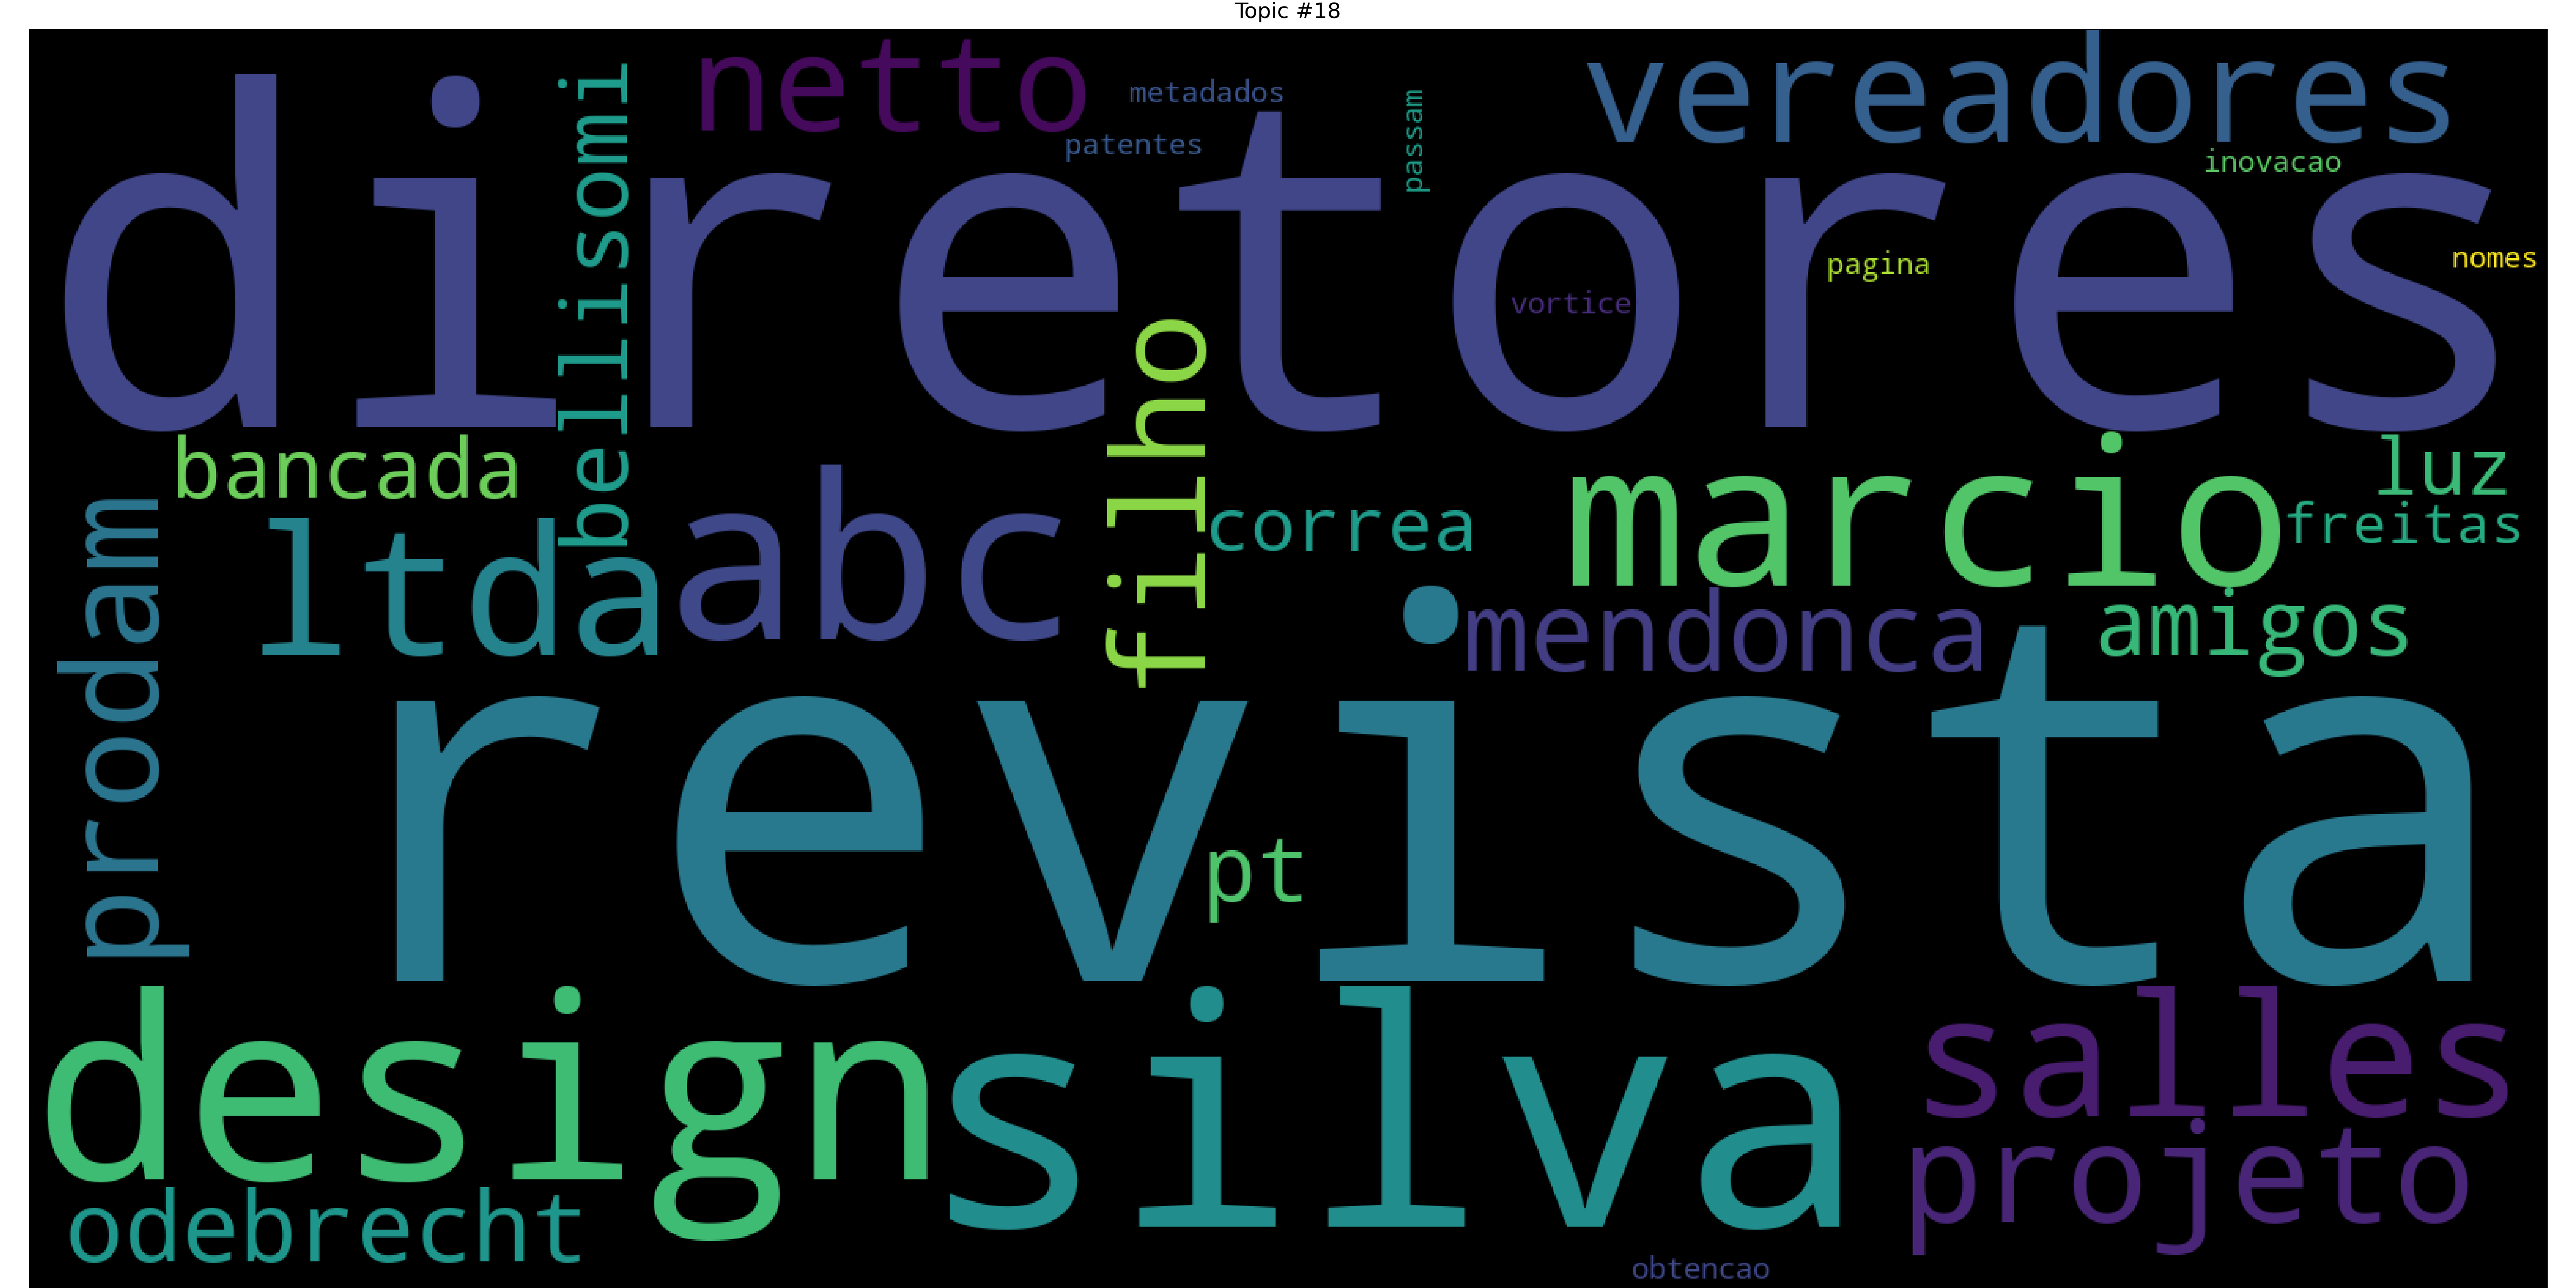 Topic #18
netto
metadados
patentes
passam
vereadores
inovacao
diretores
bellisomi
vortice
pagina
nomes
filho
bancada
abc
ltda
prodam
correa
marcio
luz
freitas
mendonca
amigos
revista
pt
design
silva
salles
projeto
odebrecht
obtencao